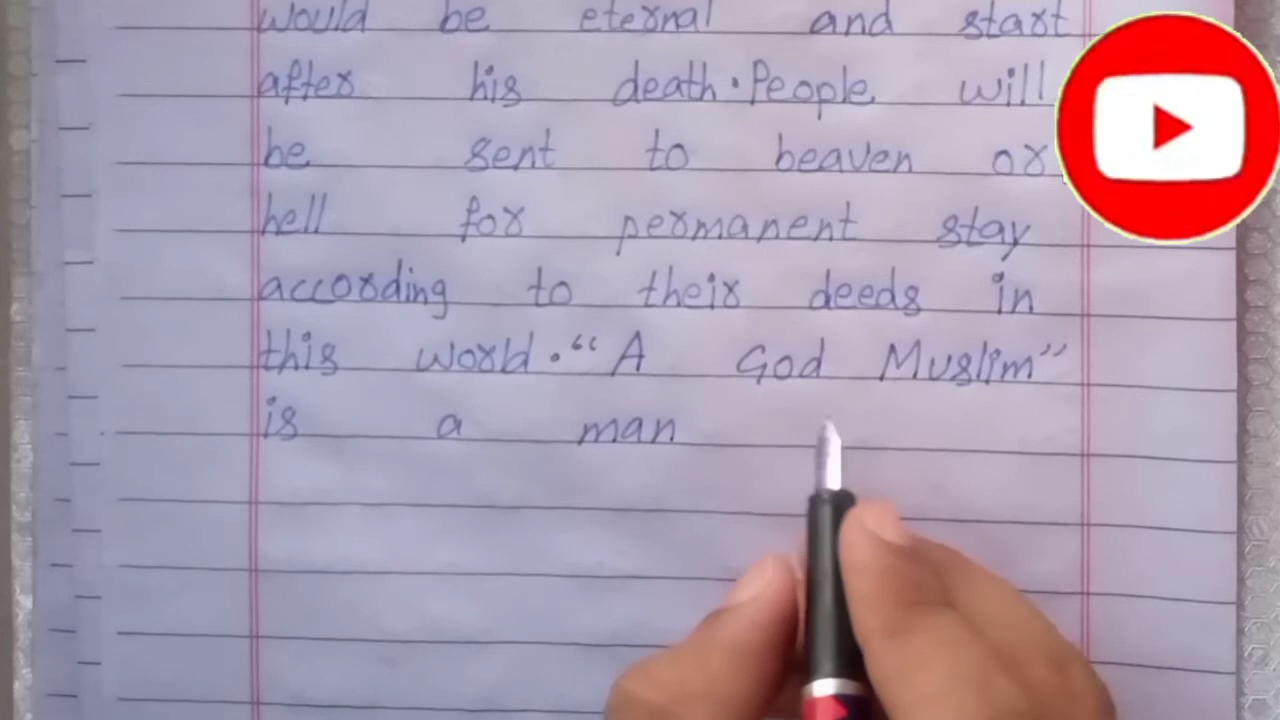 would be eternal and start
after his death. People will
be sent to beaven or
hell for permanent stay
according to their deeds in
this world. "A God Muslim"
is a man